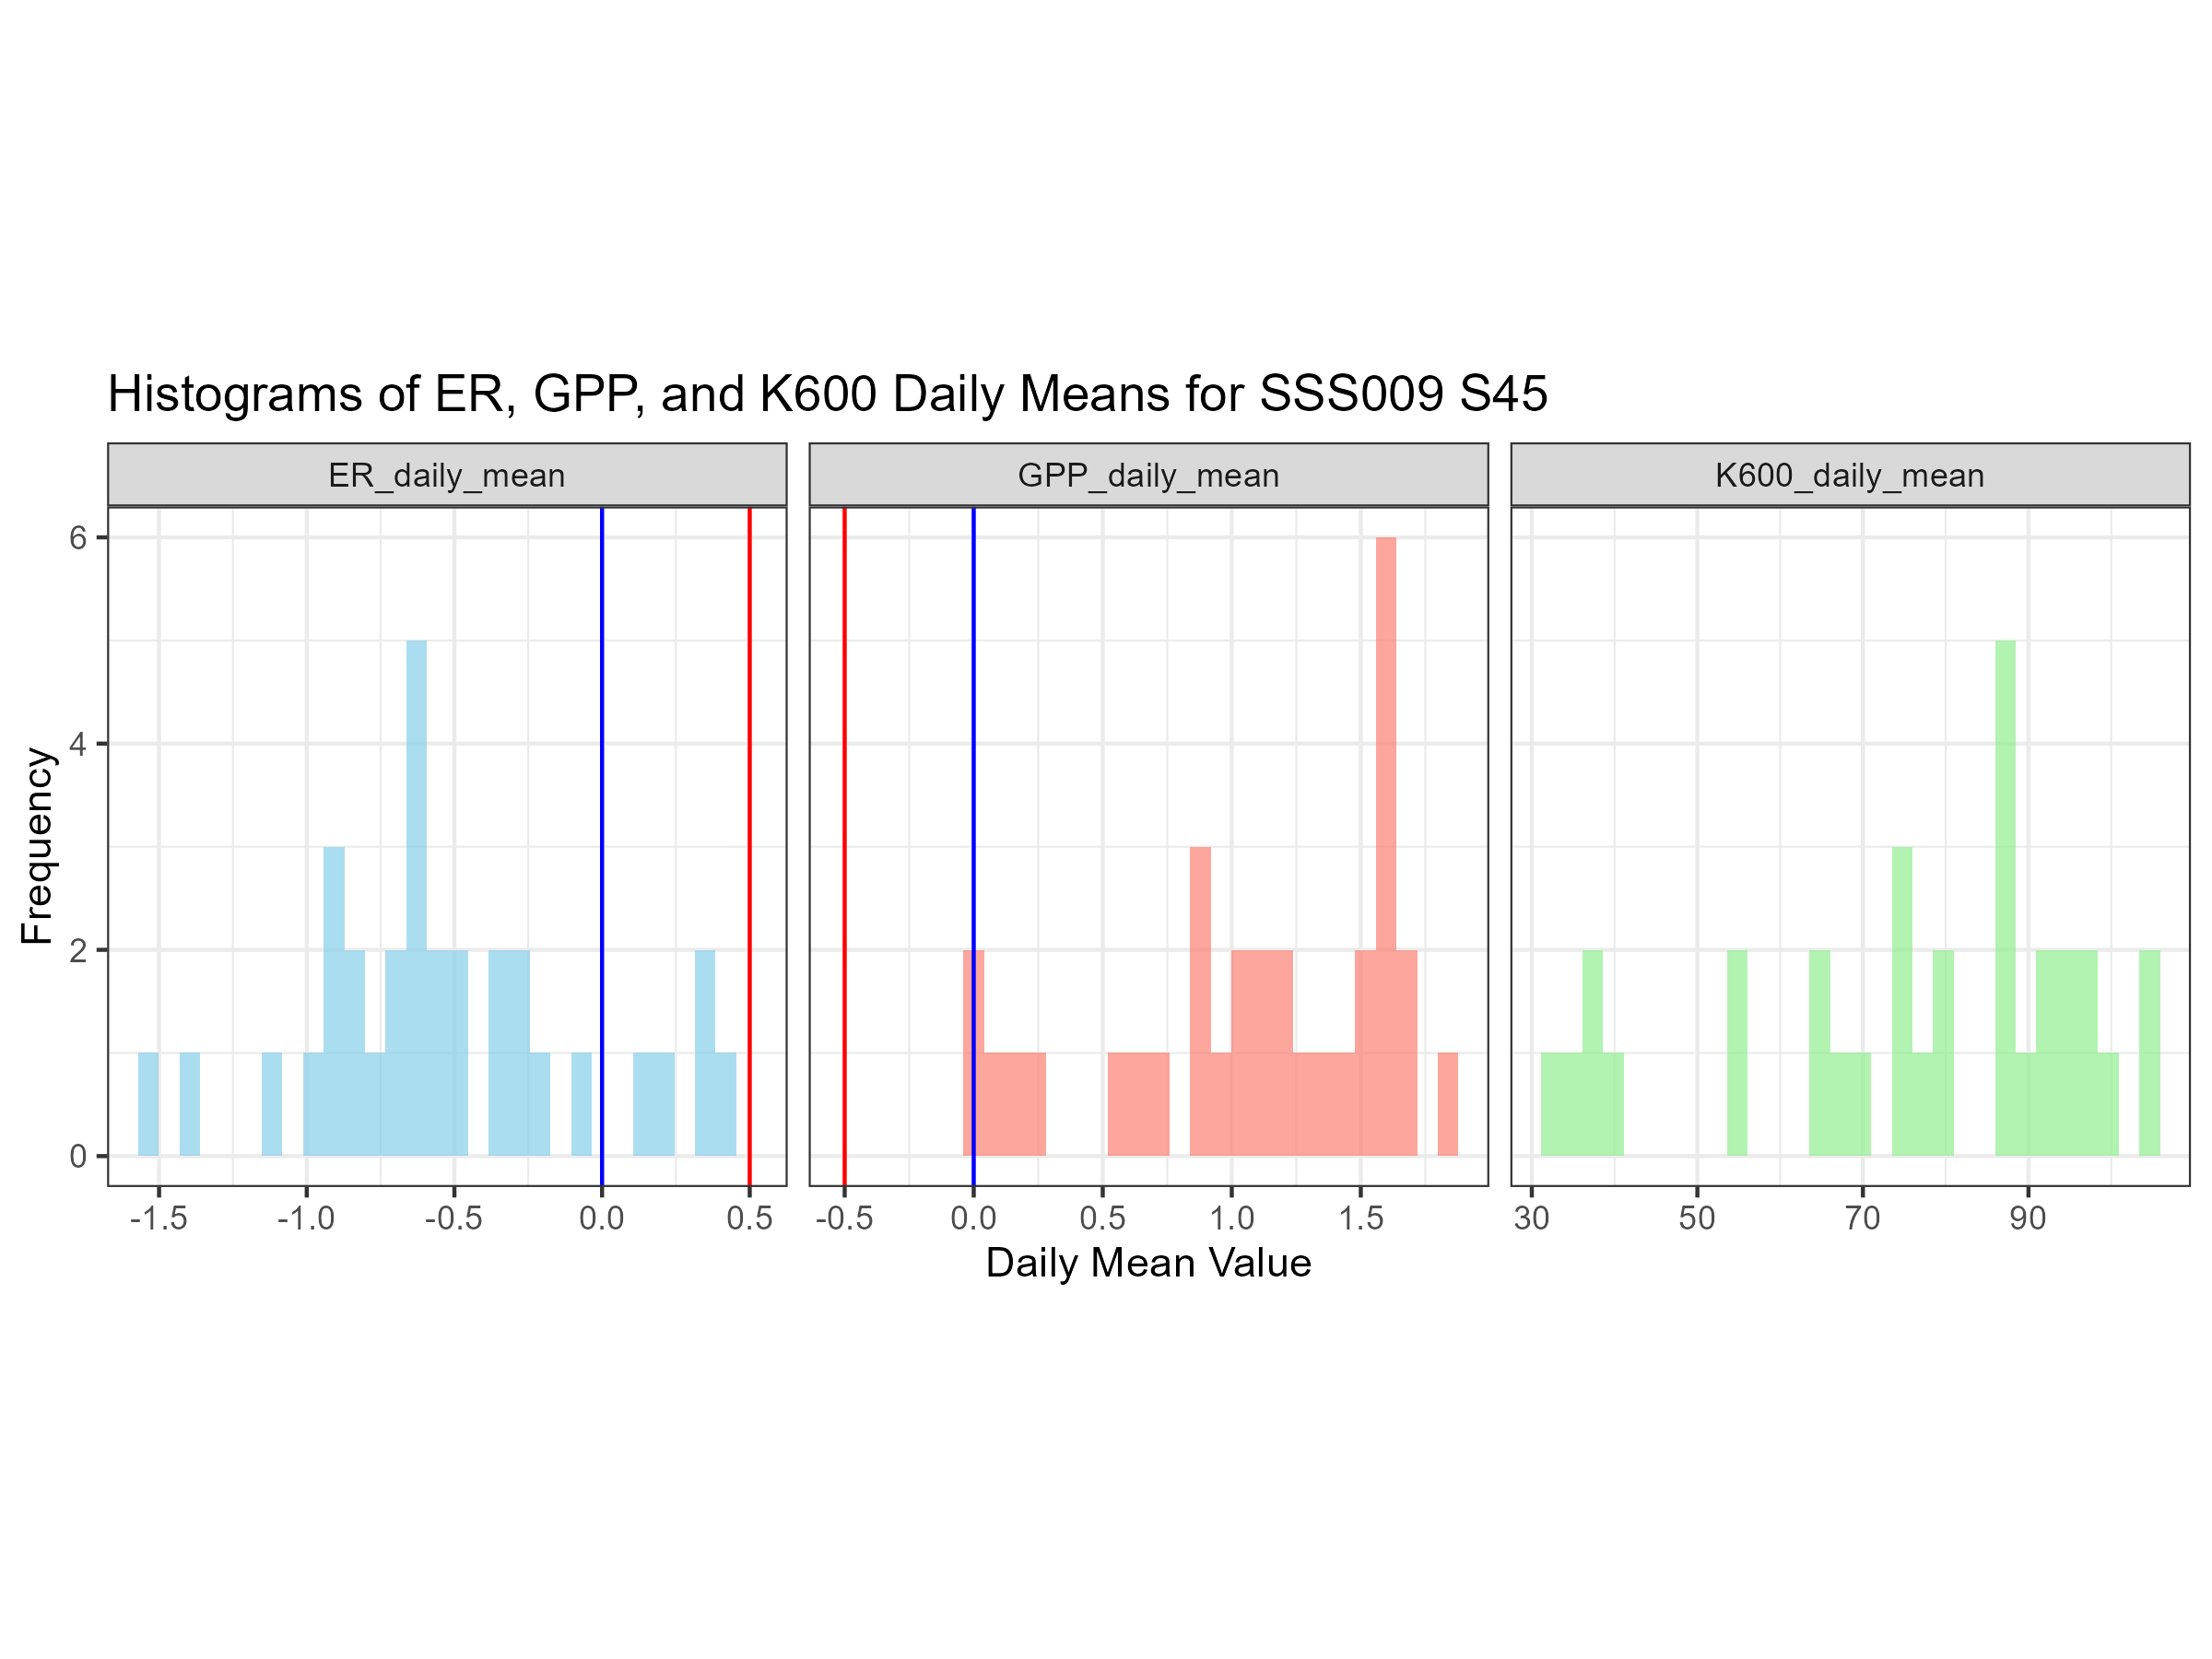 Histograms of ER, GPP, and K600 Daily Means for SSS009 S45
ER_daily_mean
GPP_daily_mean
K600_daily_mean
Frequency
6
4
2
0
-1.5 -1.0 -0.5 0.0 0.5
-0.5 0.0 0.5 1.0 1.5
30 50 70 90
Daily Mean Value